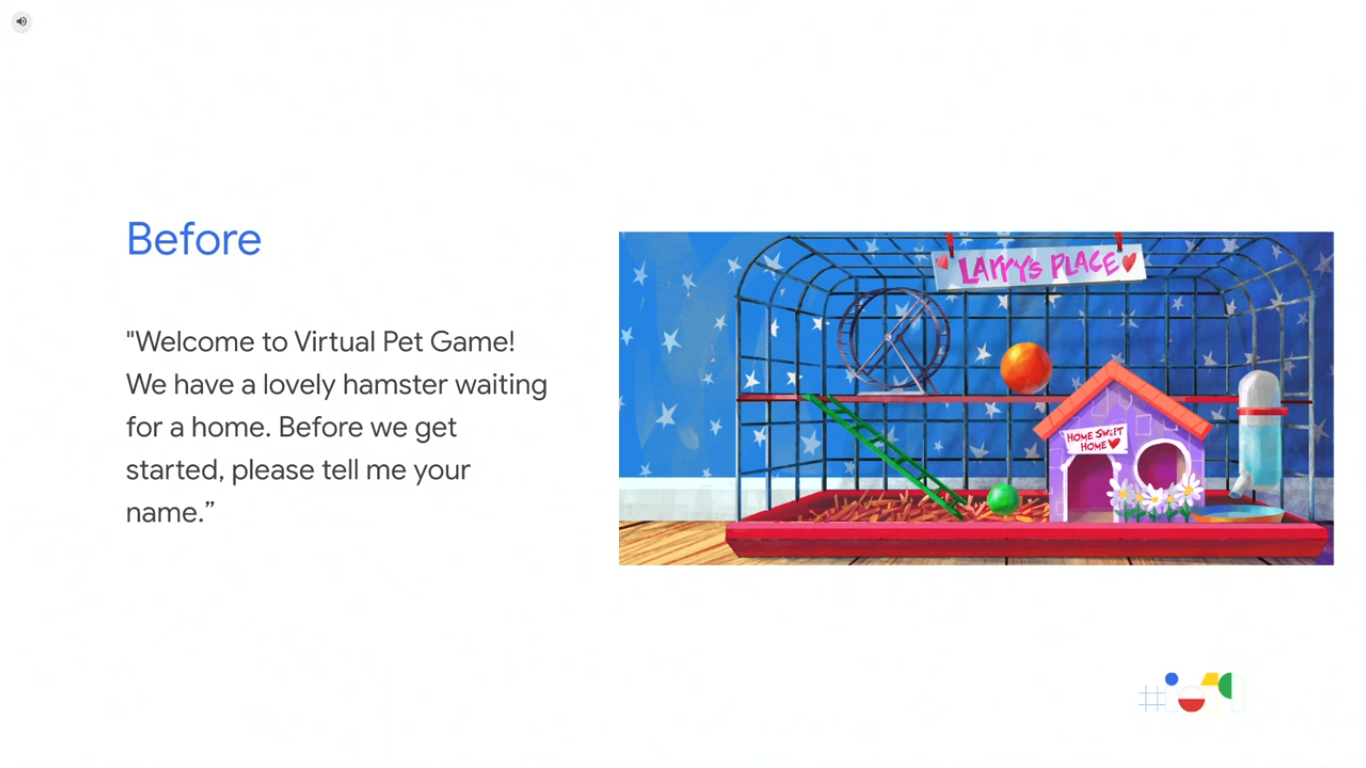 Before
"Welcome to Virtual Pet Game!
We have a lovely hamster waiting
for a home. Before we get
started, please tell me your
name.”
LArrYs PLACE
HOME SWEET
HOME